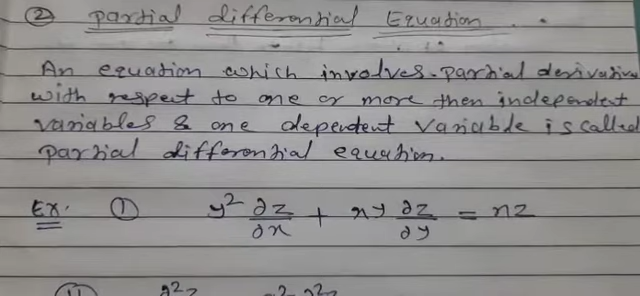 ② partial differential Equation
An equation which involves partial derivative
with respect to one or more then independent
variables & one dependent variable is called
partial differential equation.
Ex. ① y² ∂z/∂x + xy ∂z/∂y = nz